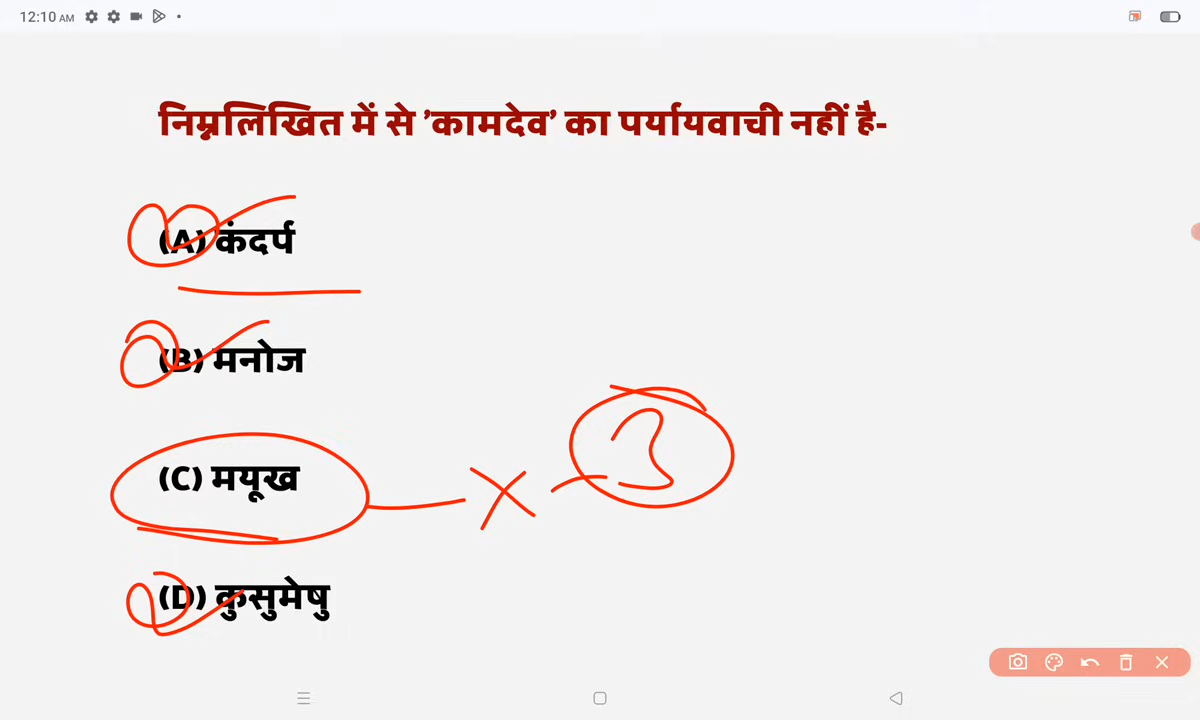 12:10 AM
निम्नलिखित में से ’कामदेव’ का पर्यायवाची नहीं है-
(A) कंदर्प
(B) मनोज
(C) मयूख
3
(D) कुसुमेषु